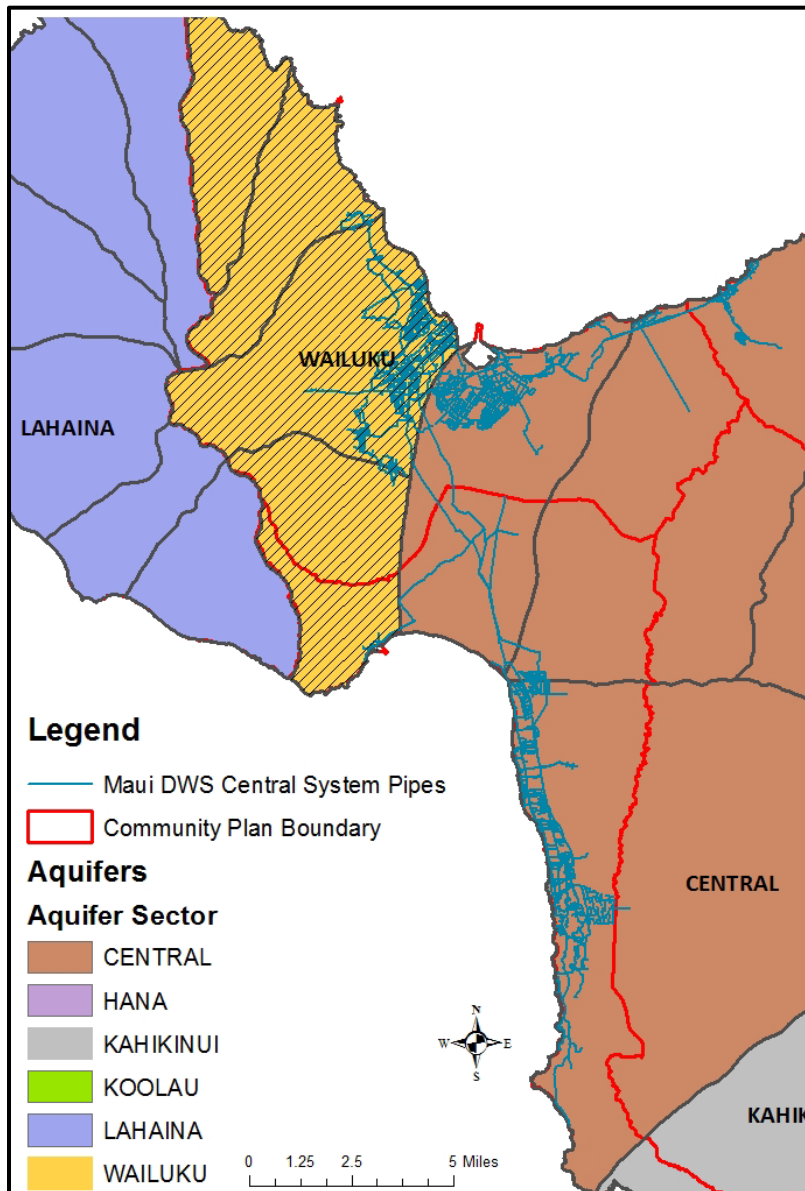 WAILUKU
LAHAINA
Legend
Maui DWS Central System Pipes
Community Plan Boundary
Aquifers
Aquifer Sector
CENTRAL
HANA
KAHIKINUI
KOOLAU
LAHAINA
WAILUKU
CENTRAL
N
W E
S
KAHIK
0 1.25 2.5 5 Miles